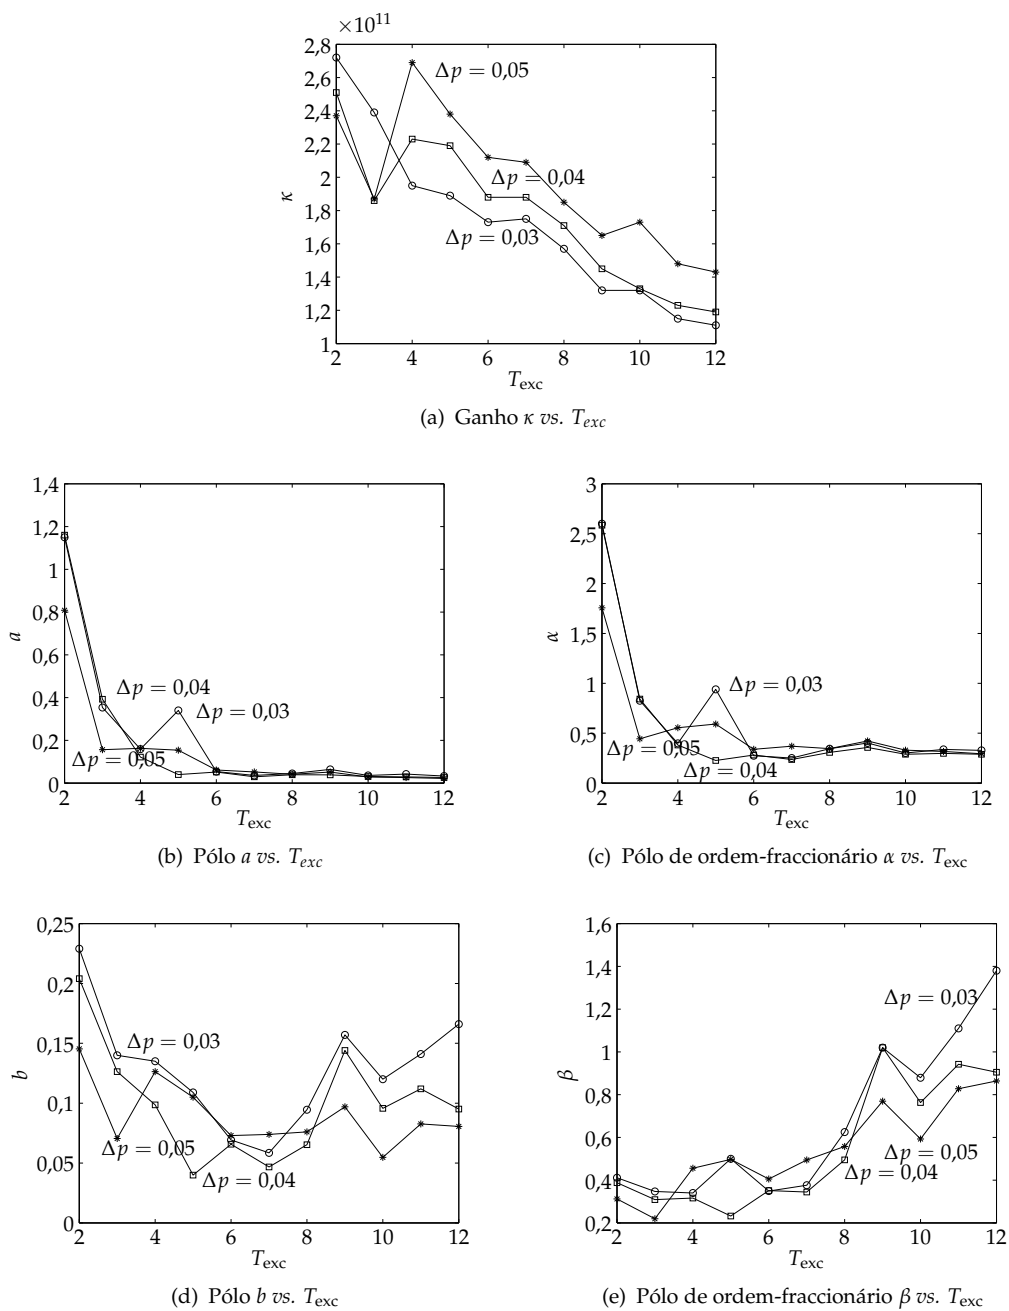 ×10¹¹
2,8
2,6
2,4
2,2
2
1,8
1,6
1,4
1,2
1
κ
Δp = 0,05
Δp = 0,04
Δp = 0,03
2 4 6 8 10 12
T_exc
(a) Ganho κ vs. T_exc
1,4
1,2
1
0,8
0,6
0,4
0,2
0
a
Δp = 0,04
Δp = 0,03
Δp = 0,05
2 4 6 8 10 12
T_exc
(b) Pólo a vs. T_exc
3
2,5
2
1,5
1
0,5
0
α
Δp = 0,03
Δp = 0,05
Δp = 0,04
2 4 6 8 10 12
T_exc
(c) Pólo de ordem-fraccionário α vs. T_exc
0,25
0,2
0,15
0,1
0,05
0
b
Δp = 0,03
Δp = 0,05
Δp = 0,04
2 4 6 8 10 12
T_exc
(d) Pólo b vs. T_exc
1,6
1,4
1,2
1
0,8
0,6
0,4
0,2
β
Δp = 0,03
Δp = 0,05
Δp = 0,04
2 4 6 8 10 12
T_exc
(e) Pólo de ordem-fraccionário β vs. T_exc